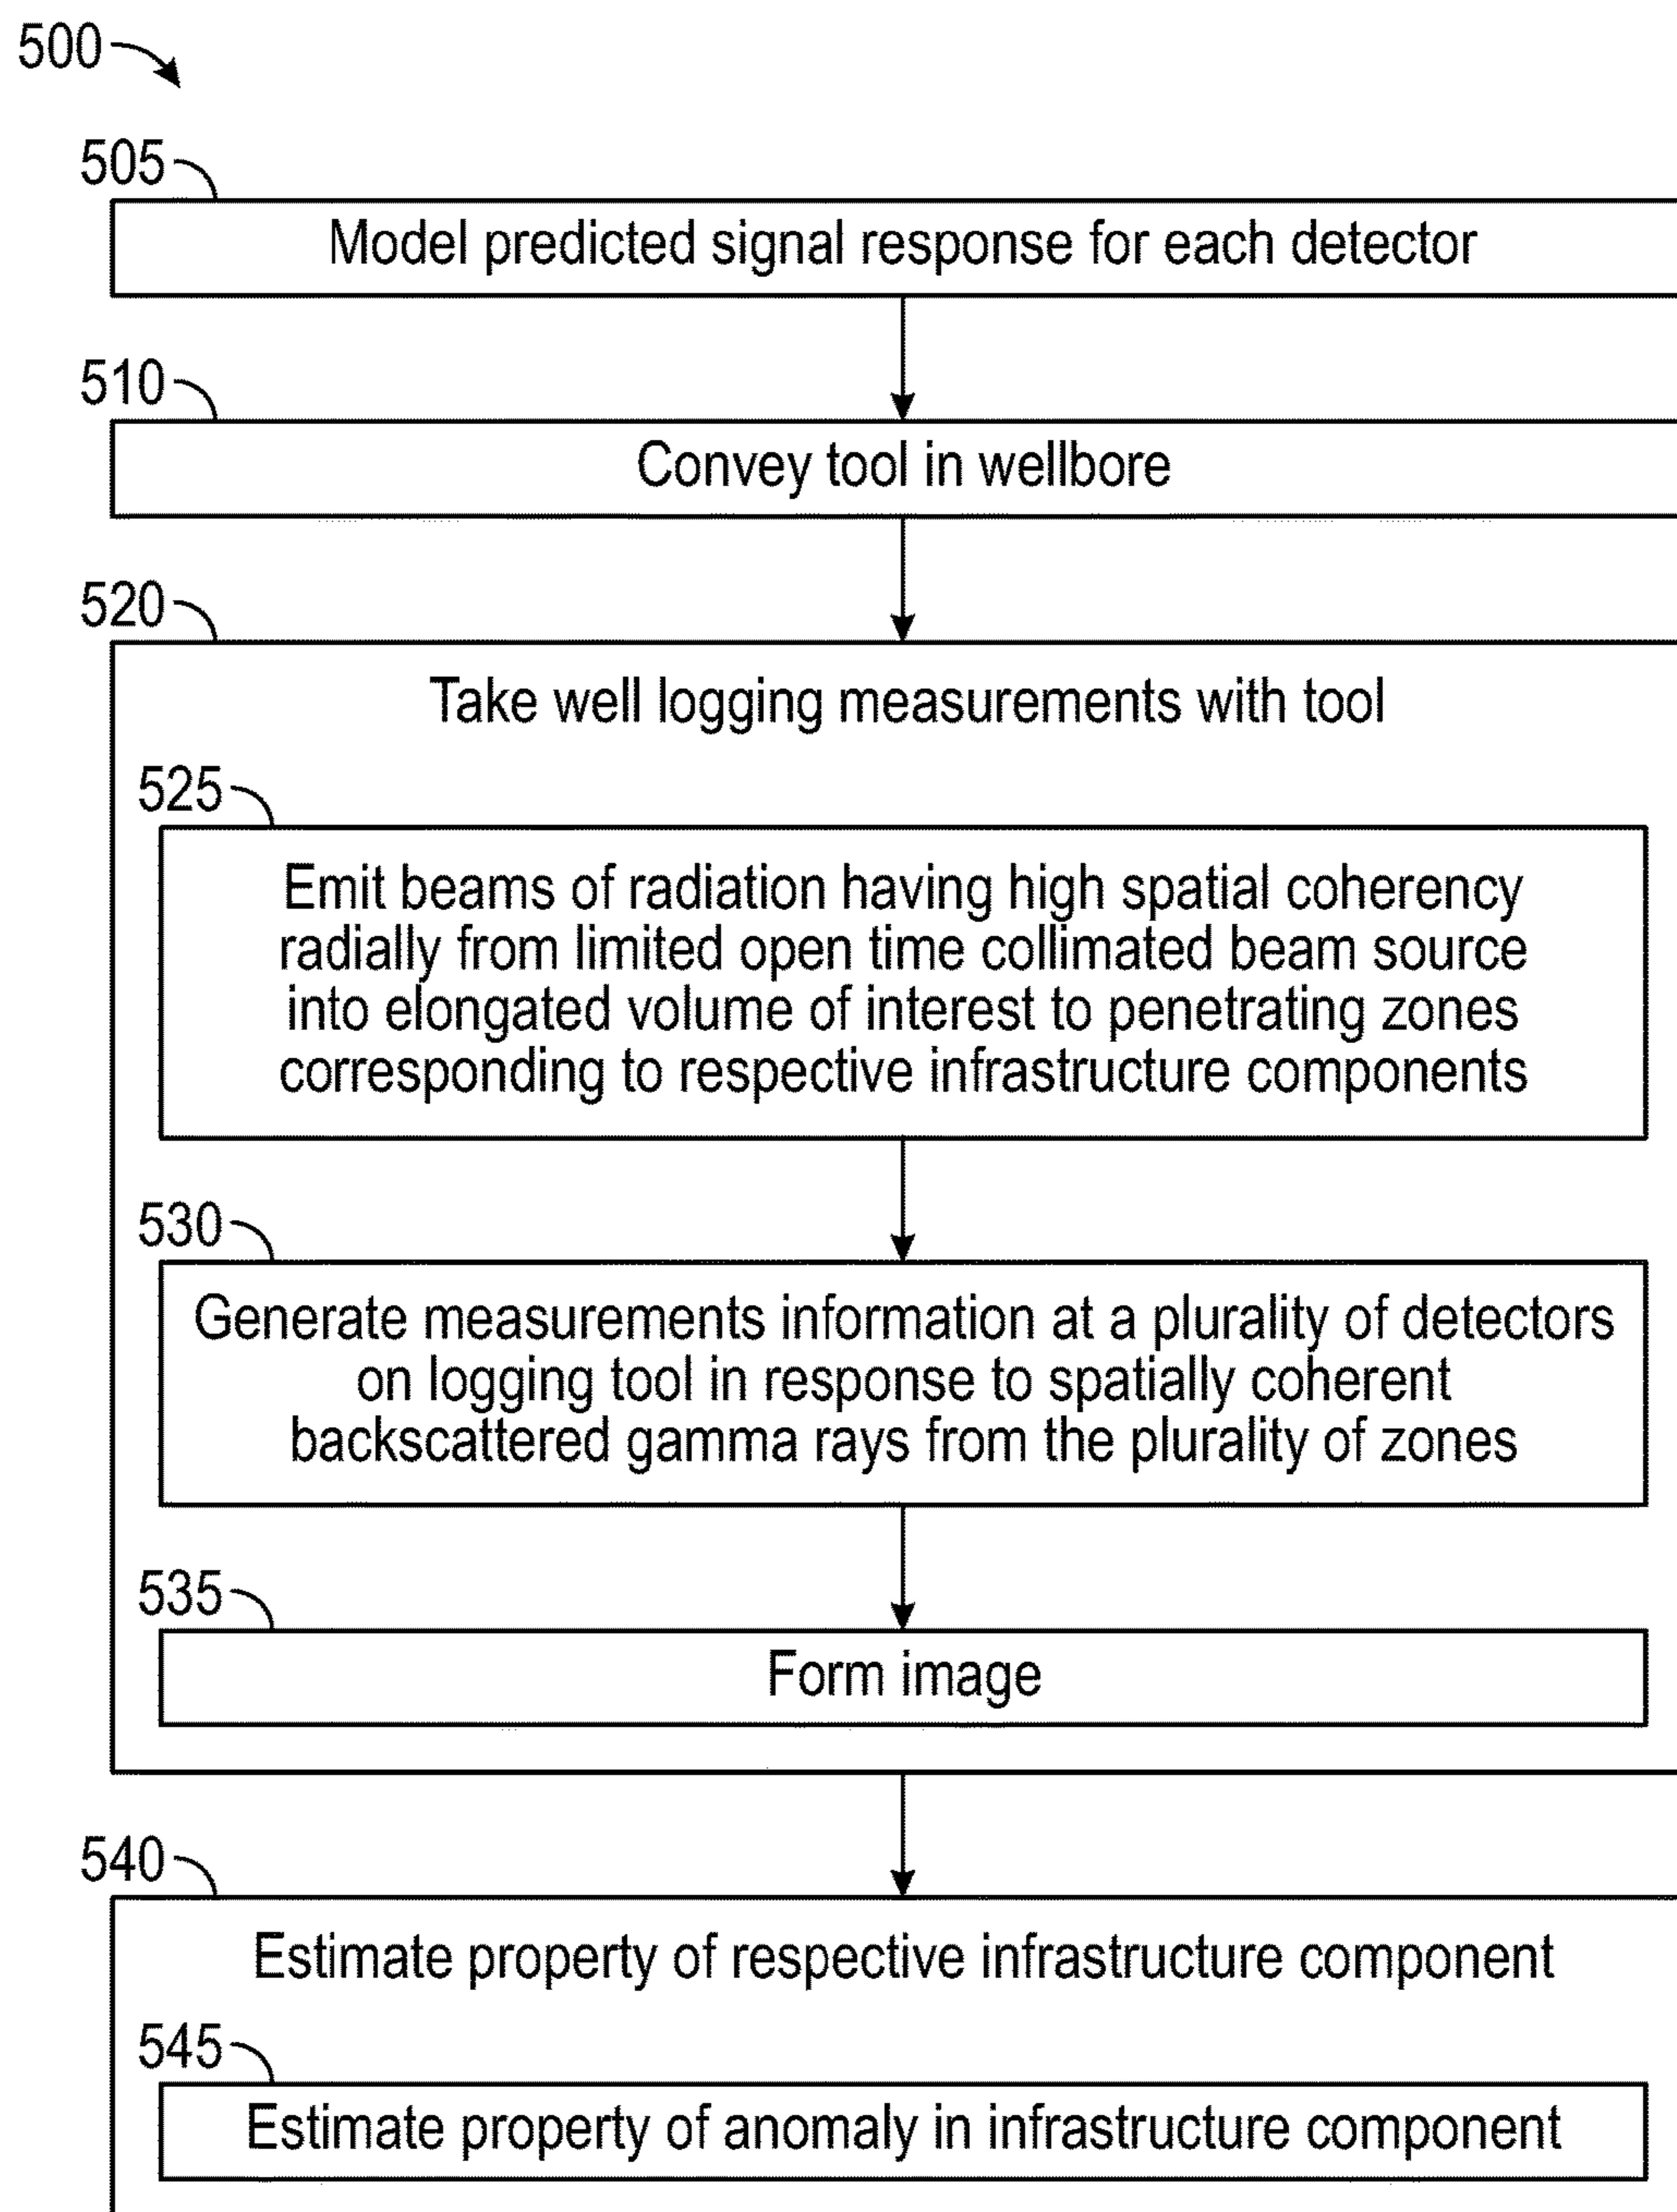 500
505
Model predicted signal response for each detector
510
Convey tool in wellbore
520
Take well logging measurements with tool
525
Emit beams of radiation having high spatial coherency
radially from limited open time collimated beam source
into elongated volume of interest to penetrating zones
corresponding to respective infrastructure components
530
Generate measurements information at a plurality of detectors
on logging tool in response to spatially coherent
backscattered gamma rays from the plurality of zones
535
Form image
540
Estimate property of respective infrastructure component
545
Estimate property of anomaly in infrastructure component